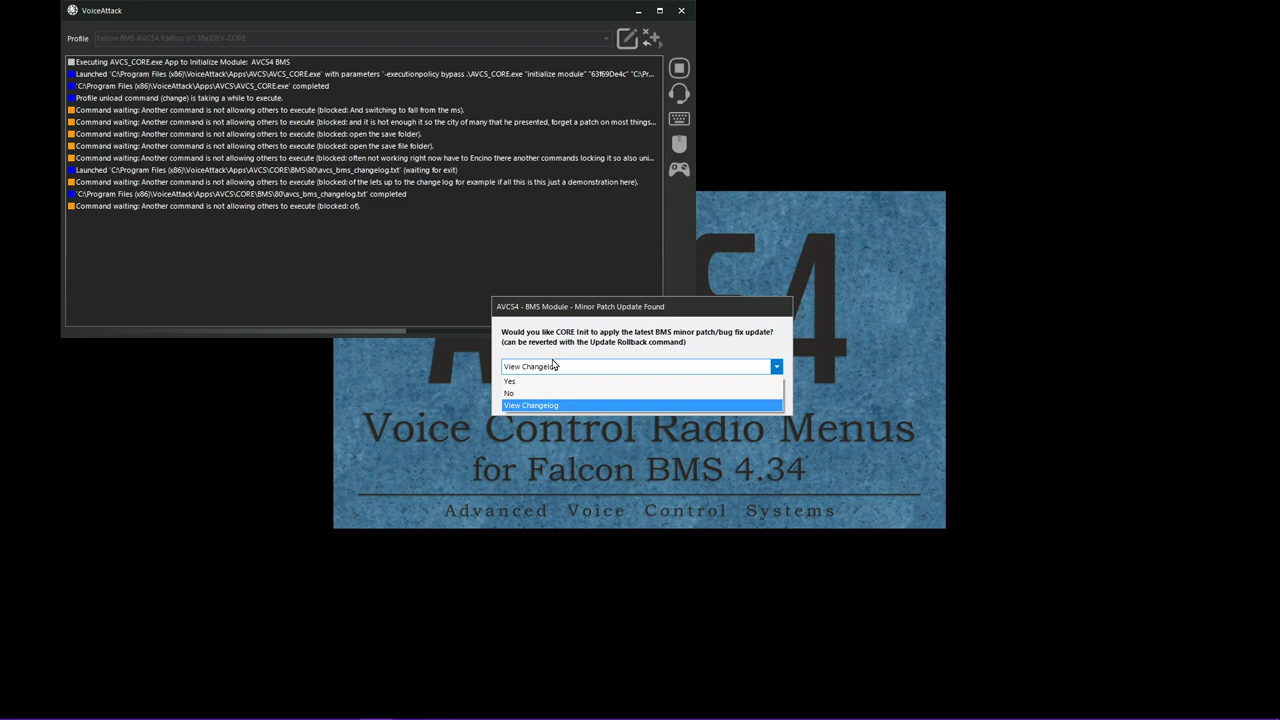 VoiceAttack
Profile Falcon BMS AVCS4 Radios (v1.38s)DEV-CORE
Executing AVCS_CORE.exe App to Initialize Module: AVCS4 BMS
Launched 'C:\Program Files (x86)\VoiceAttack\Apps\AVCS\AVCS_CORE.exe' with parameters '-executionpolicy bypass .\AVCS_CORE.exe "initialize module" "63f69De4c" "C:\Pr...
'C:\Program Files (x86)\VoiceAttack\Apps\AVCS\AVCS_CORE.exe' completed
Profile unload command (change) is taking a while to execute.
Command waiting: Another command is not allowing others to execute (blocked: And switching to fall from the ms).
Command waiting: Another command is not allowing others to execute (blocked: and it is hot enough it so the city of many that he presented, forget a patch on most things...
Command waiting: Another command is not allowing others to execute (blocked: open the save folder).
Command waiting: Another command is not allowing others to execute (blocked: open the save file folder).
Command waiting: Another command is not allowing others to execute (blocked: often not working right now have to Encino there another commands locking it so also uni...
Launched 'C:\Program Files (x86)\VoiceAttack\Apps\AVCS\CORE\BMS\80\avcs_bms_changelog.txt' (waiting for exit)
Command waiting: Another command is not allowing others to execute (blocked: of the lets up to the change log for example if all this is this just a demonstration here).
'C:\Program Files (x86)\VoiceAttack\Apps\AVCS\CORE\BMS\80\avcs_bms_changelog.txt' completed
Command waiting: Another command is not allowing others to execute (blocked: of).
AVCS4 - BMS Module - Minor Patch Update Found
Would you like CORE Init to apply the latest BMS minor patch/bug fix update?
(can be reverted with the Update Rollback command)
View Changelog
Yes
No
View Changelog
Voice Control Radio Menus
for Falcon BMS 4.34
Advanced Voice Control Systems